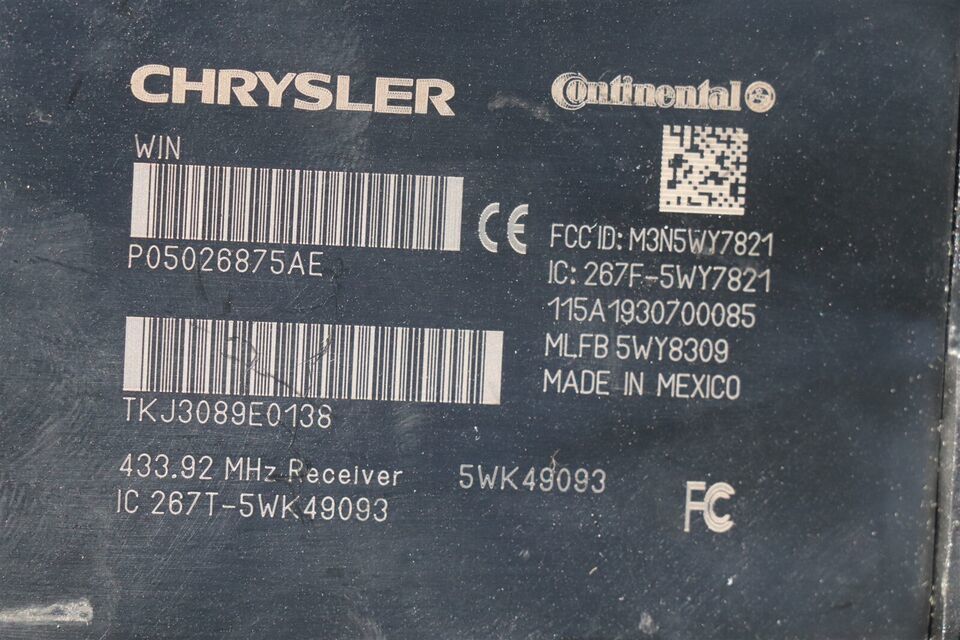 CHRYSLER
Continental
WIN
P05026875AE
CE
FCC ID: M3N5WY7821
IC: 267F-5WY7821
115A1930700085
MLFB 5WY8309
MADE IN MEXICO
TKJ3089E0138
433.92 MHz Receiver
5WK49093
IC 267T-5WK49093
FC